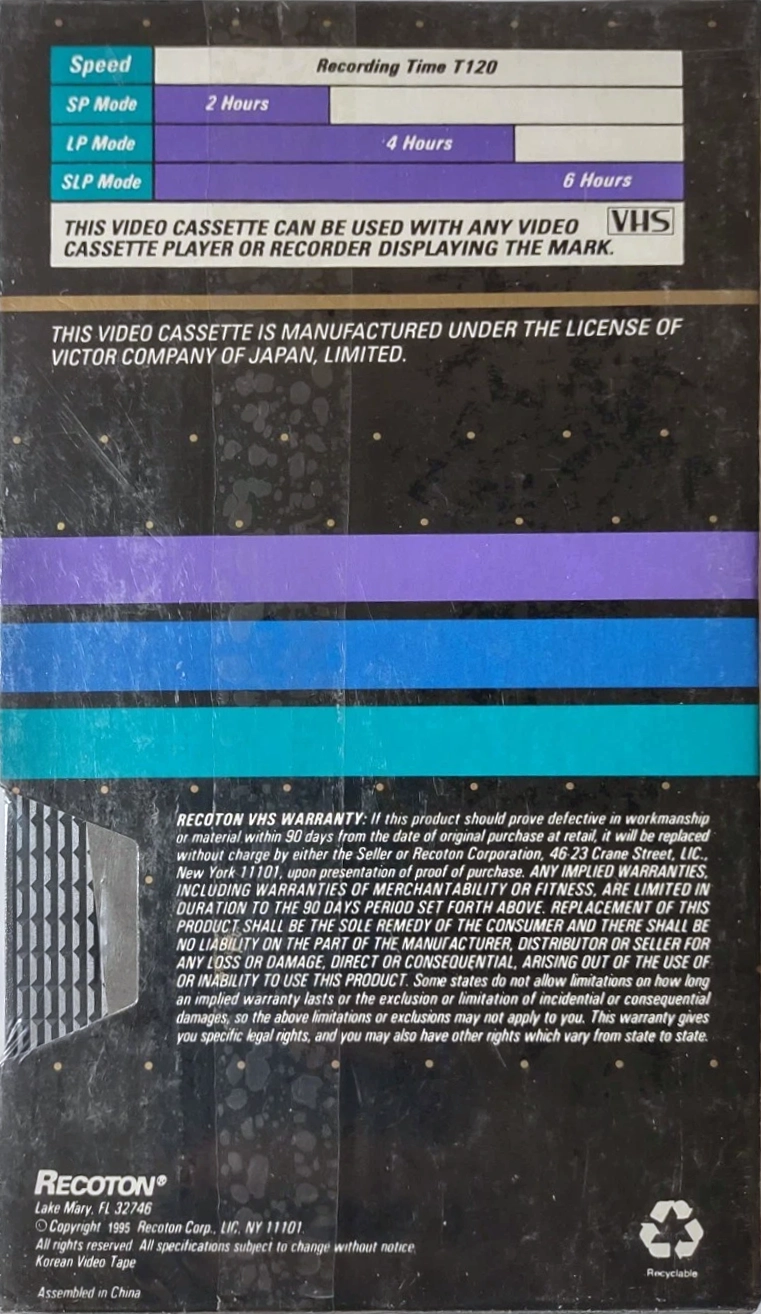 Speed Recording Time T120
SP Mode 2 Hours
LP Mode 4 Hours
SLP Mode 6 Hours
THIS VIDEO CASSETTE CAN BE USED WITH ANY VIDEO VHS
CASSETTE PLAYER OR RECORDER DISPLAYING THE MARK.
THIS VIDEO CASSETTE IS MANUFACTURED UNDER THE LICENSE OF
VICTOR COMPANY OF JAPAN, LIMITED.
RECOTON VHS WARRANTY: If this product should prove defective in workmanship
or material within 90 days from the date of original purchase at retail, it will be replaced
without charge by either the Seller or Recoton Corporation, 46-23 Crane Street, LIC.,
New York 11101, upon presentation of proof of purchase. ANY IMPLIED WARRANTIES,
INCLUDING WARRANTIES OF MERCHANTABILITY OR FITNESS, ARE LIMITED IN
DURATION TO THE 90 DAYS PERIOD SET FORTH ABOVE. REPLACEMENT OF THIS
PRODUCT SHALL BE THE SOLE REMEDY OF THE CONSUMER AND THERE SHALL BE
NO LIABILITY ON THE PART OF THE MANUFACTURER, DISTRIBUTOR OR SELLER FOR
ANY LOSS OR DAMAGE, DIRECT OR CONSEQUENTIAL, ARISING OUT OF THE USE OF
OR INABILITY TO USE THIS PRODUCT. Some states do not allow limitations on how long
an implied warranty lasts or the exclusion or limitation of incidential or consequential
damages, so the above limitations or exclusions may not apply to you. This warranty gives
you specific legal rights, and you may also have other rights which vary from state to state.
RECOTON®
Lake Mary, FL 32746
© Copyright 1995 Recoton Corp., LIC, NY 11101.
All rights reserved All specifications subject to change without notice.
Korean Video Tape
Recyclable
Assembled in China